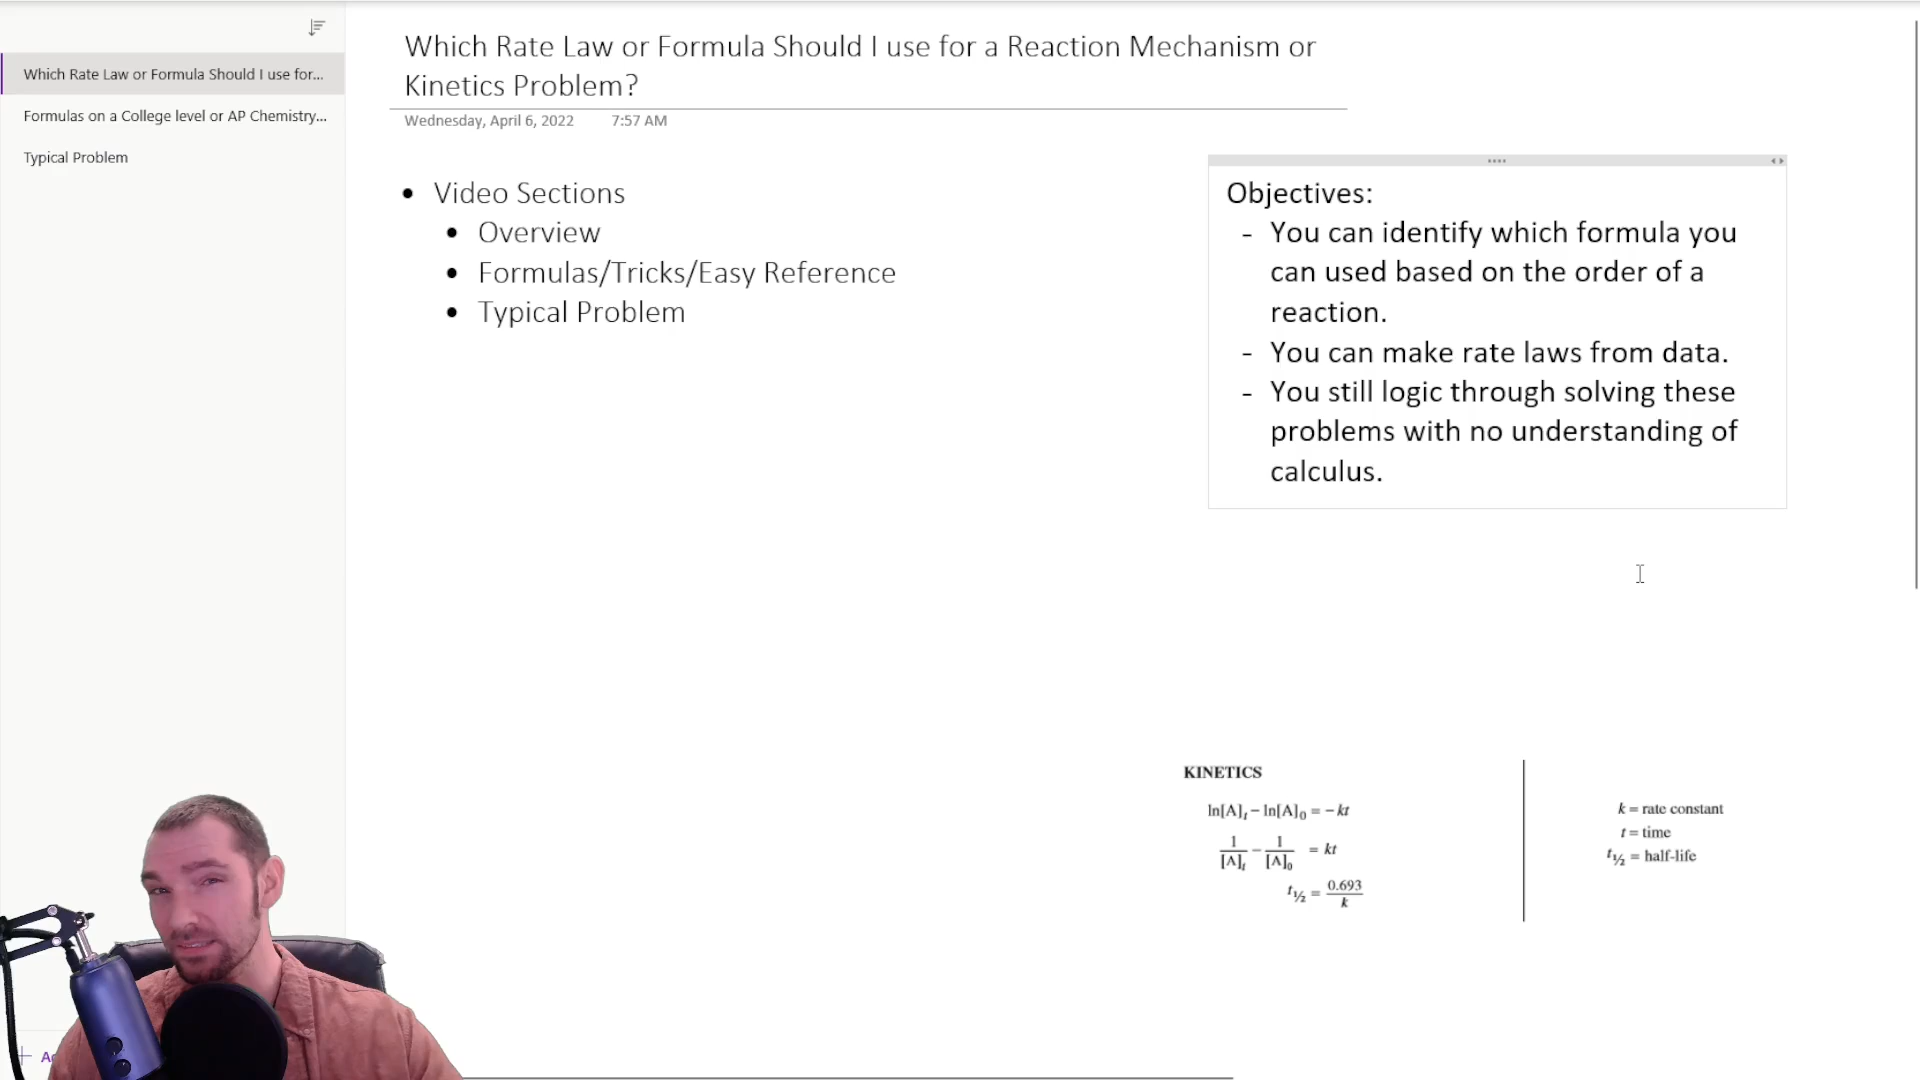 Which Rate Law or Formula Should I use for...
Formulas on a College level or AP Chemistry...
Typical Problem
Which Rate Law or Formula Should I use for a Reaction Mechanism or
Kinetics Problem?
Wednesday, April 6, 2022 7:57 AM
• Video Sections
• Overview
• Formulas/Tricks/Easy Reference
• Typical Problem
Objectives:
- You can identify which formula you
can used based on the order of a
reaction.
- You can make rate laws from data.
- You still logic through solving these
problems with no understanding of
calculus.
KINETICS
ln[A]ₜ − ln[A]₀ = − kt
1/[A]ₜ − 1/[A]₀ = kt
t½ = 0.693/k
k = rate constant
t = time
t½ = half-life